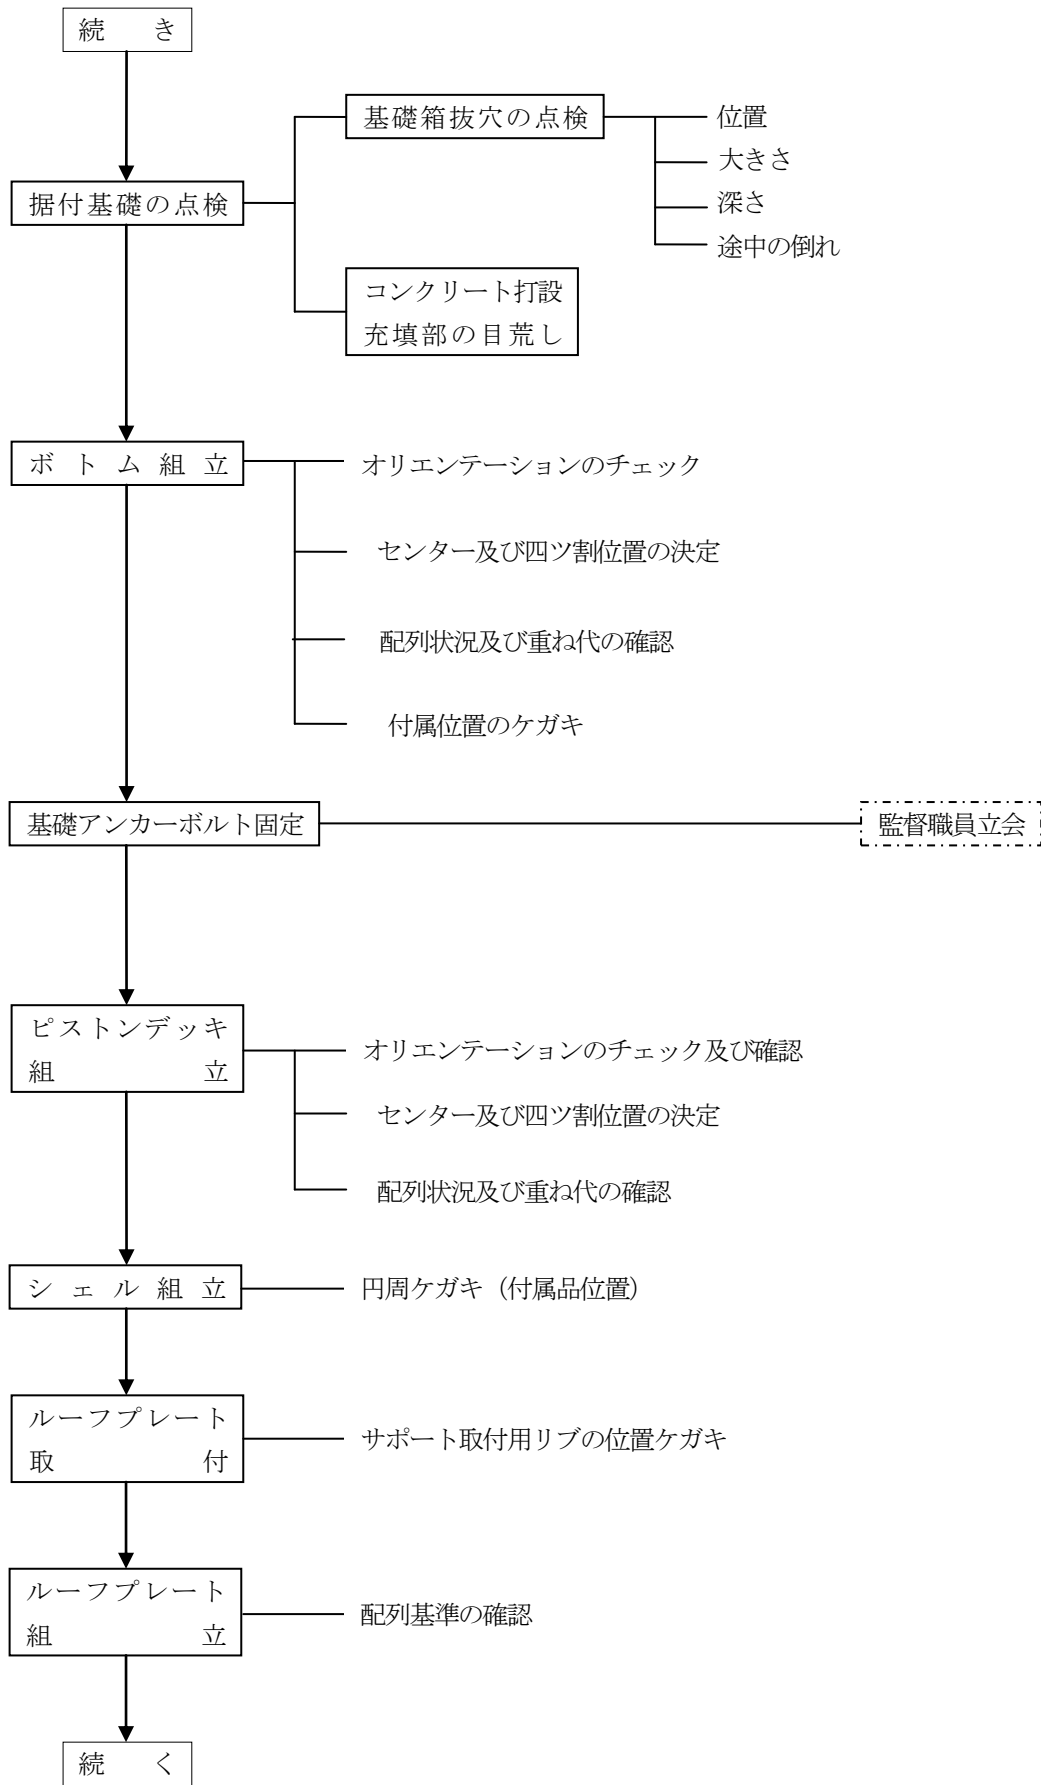 続き
基礎箱抜穴の点検
位置
大きさ
深さ
途中の倒れ
据付基礎の点検
コンクリート打設
充填部の目荒し
ボトム組立
オリエンテーションのチェック
センター及び四ツ割位置の決定
配列状況及び重ね代の確認
付属位置のケガキ
基礎アンカーボルト固定
監督職員立会
ピストンデッキ
組立
オリエンテーションのチェック及び確認
センター及び四ツ割位置の決定
配列状況及び重ね代の確認
シェル組立
円周ケガキ（付属品位置）
ルーフプレート
取付
サポート取付用リブの位置ケガキ
ルーフプレート
組立
配列基準の確認
続く